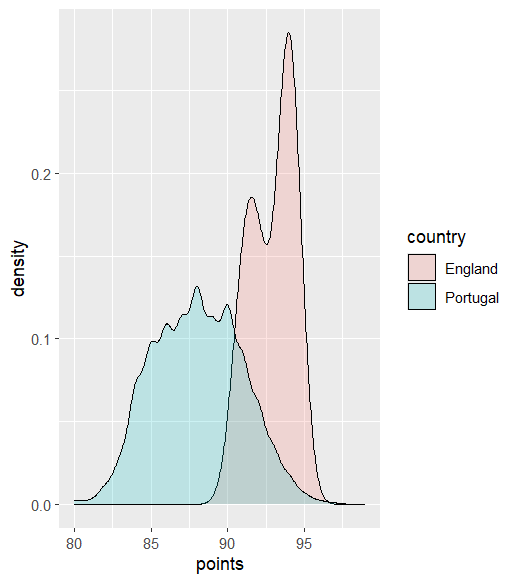 density
0.2
0.1
0.0
80 85 90 95
points
country
England
Portugal